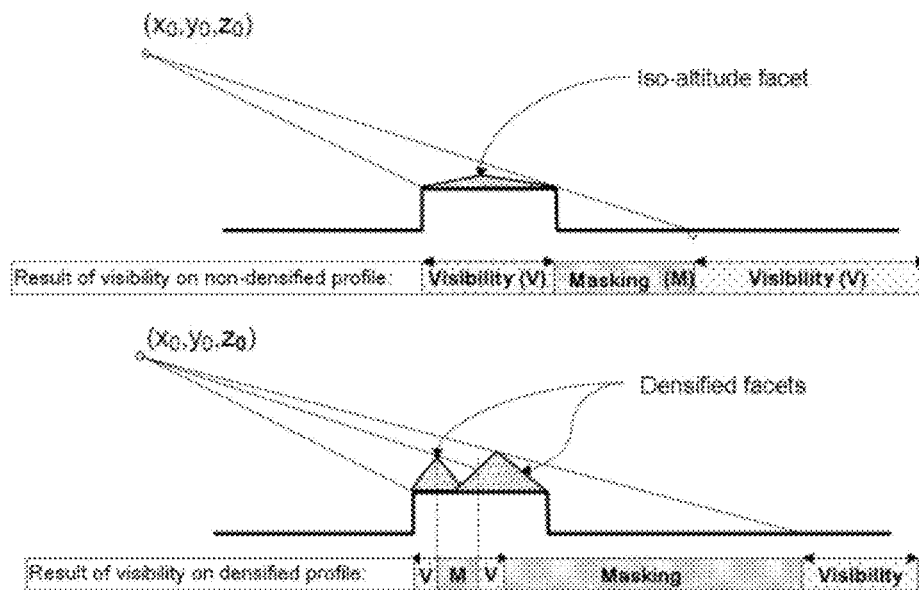 (x₀,y₀,z₀)
Iso-altitude facet
Result of visibility on non-densified profile: Visibility (V) Masking (M) Visibility (V)
(x₀,y₀,z₀)
Densified facets
Result of visibility on densified profile: V M V Masking Visibility